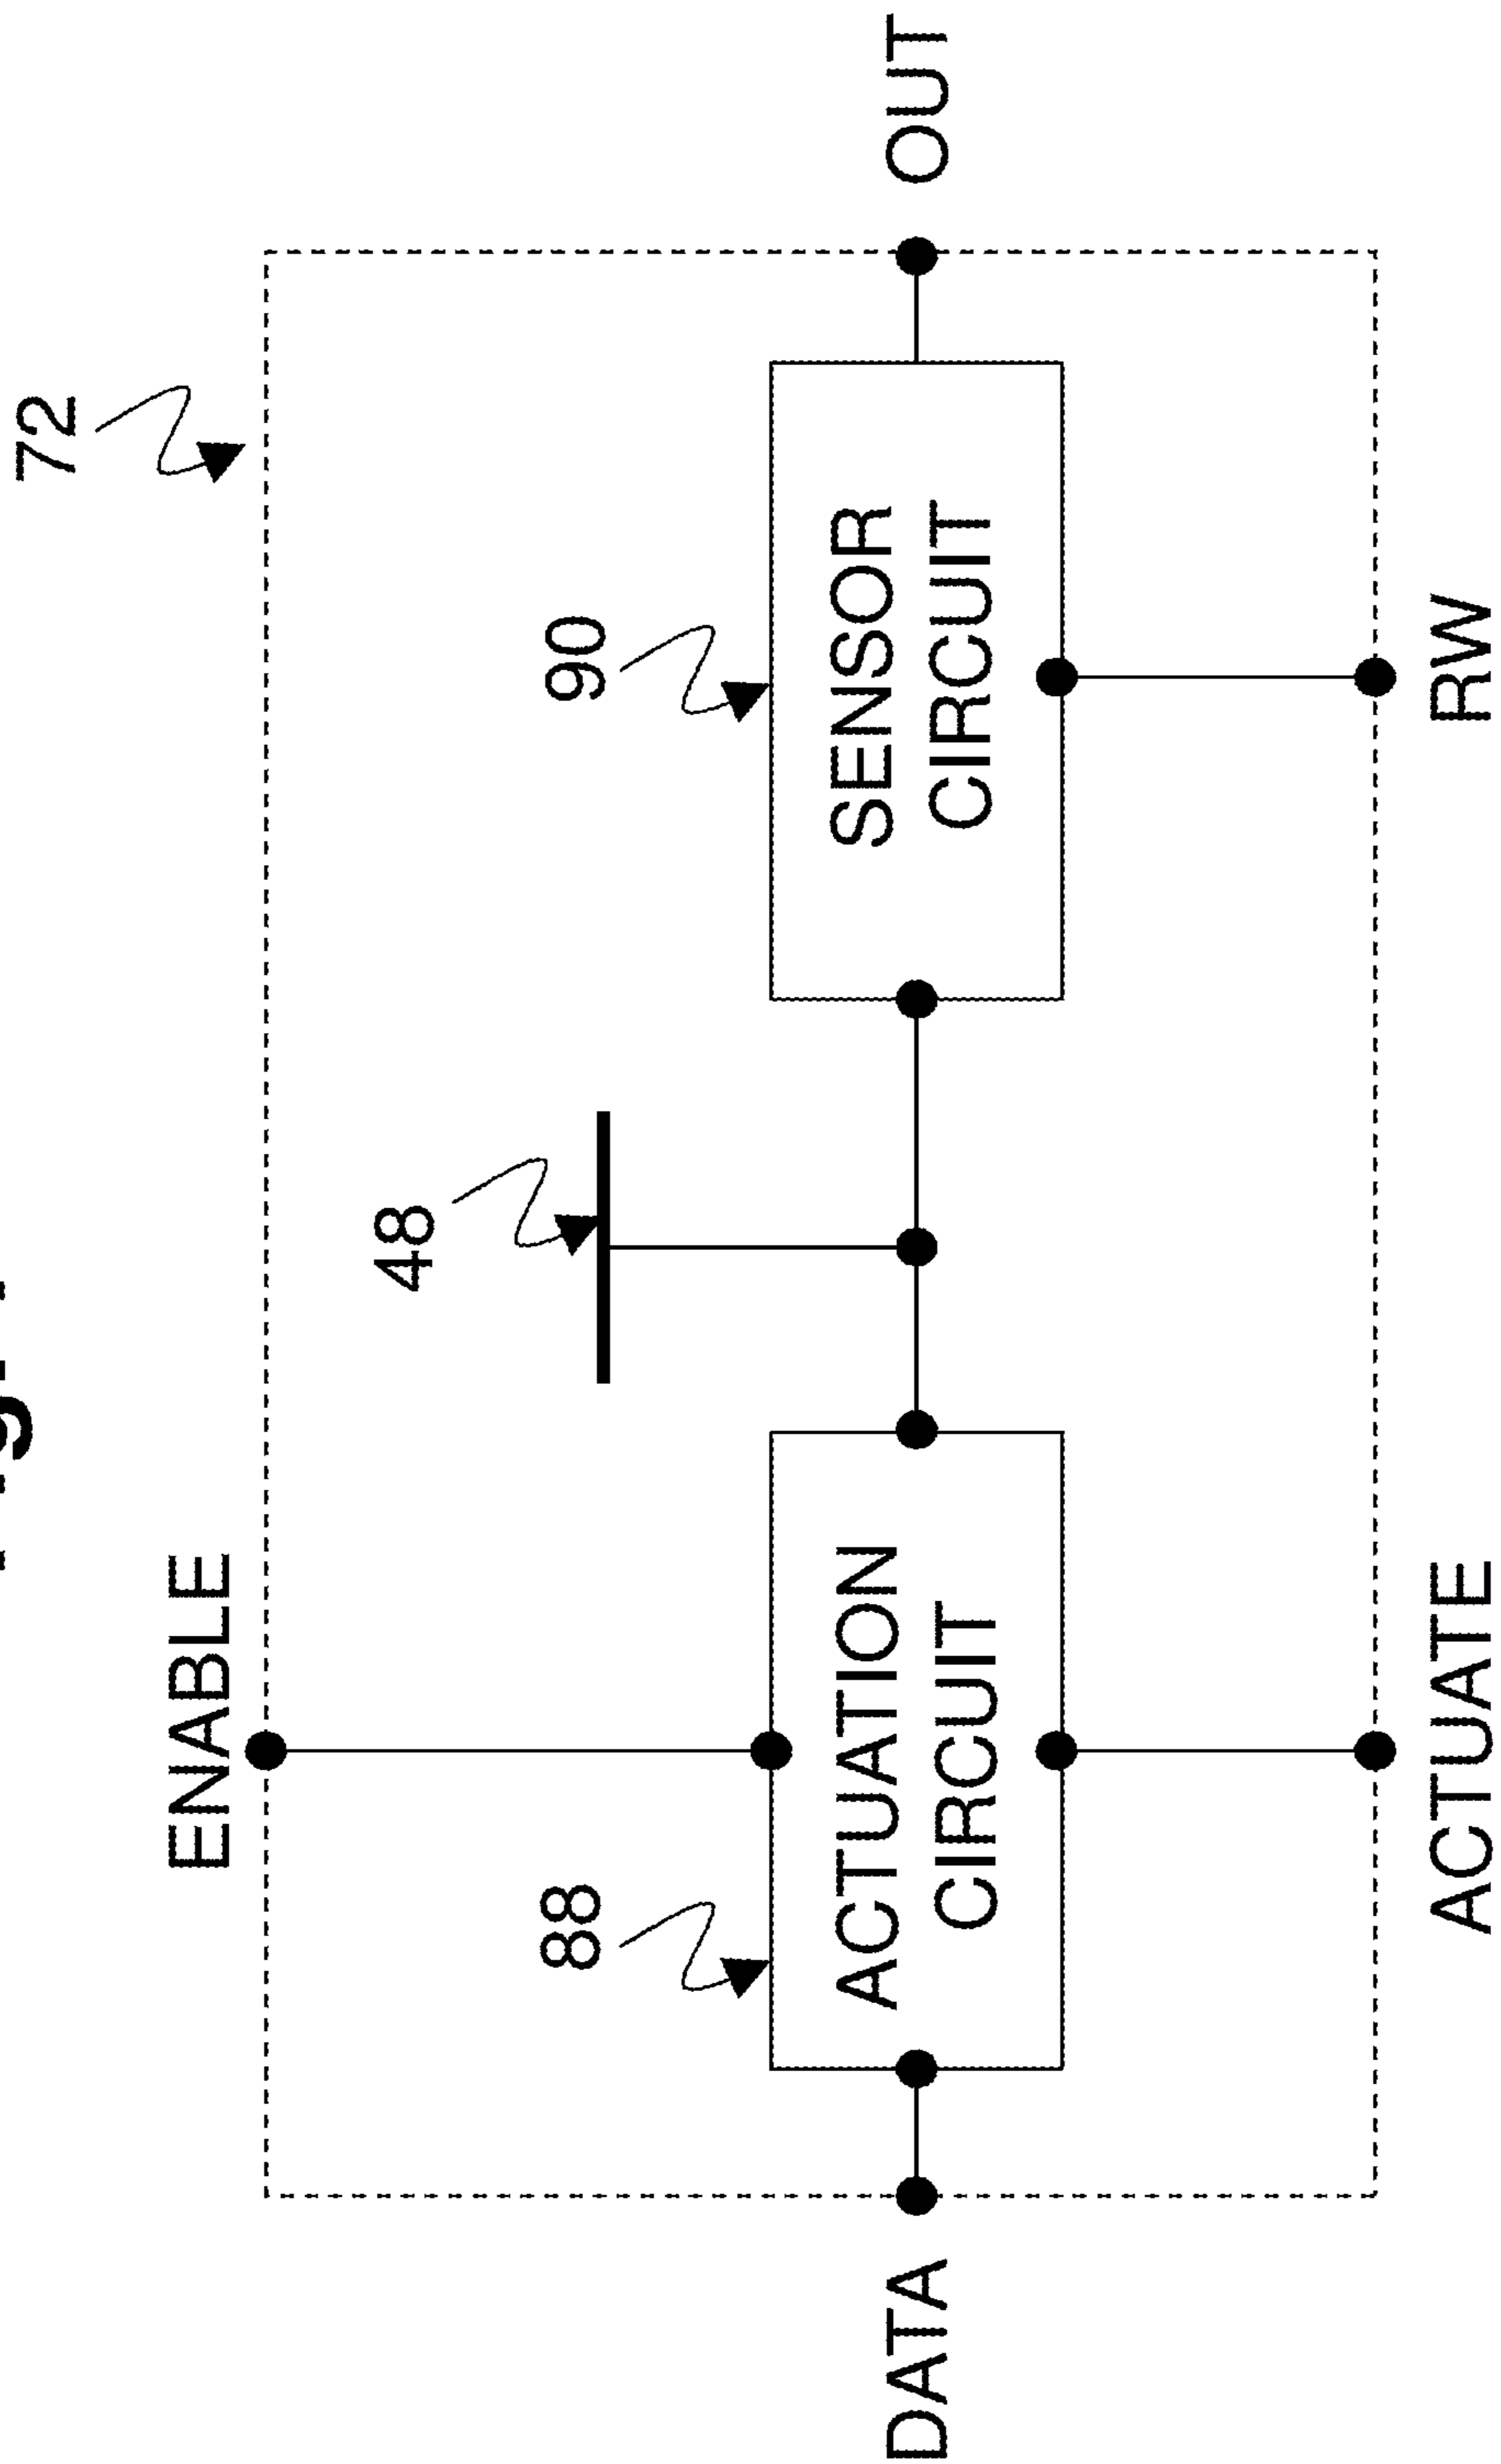 72
ENABLE
48
90
88
DATA
ACTUATION
CIRCUIT
SENSOR
CIRCUIT
OUT
ACTUATE
RW